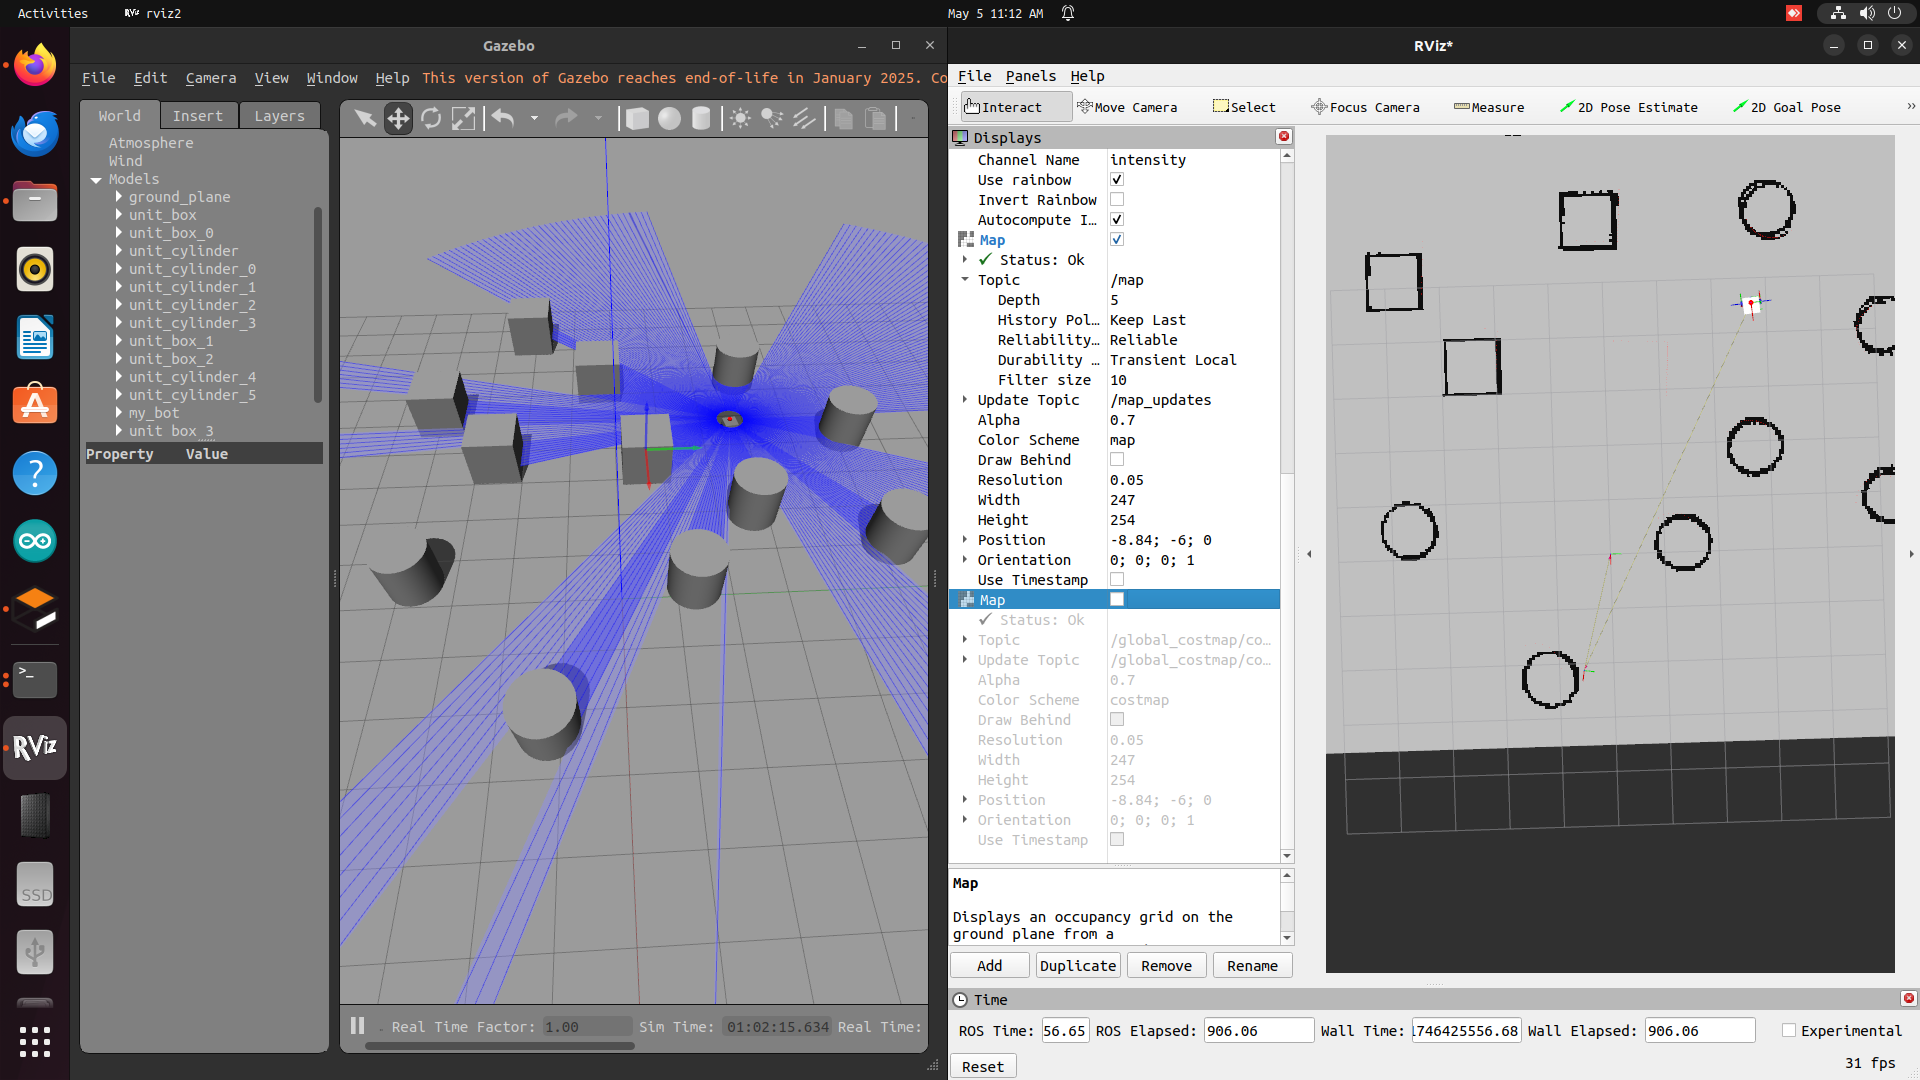 Activities
RViz rviz2
May 5 11:12 AM
Gazebo
File Edit Camera View Window Help This version of Gazebo reaches end-of-life in January 2025. Co
World Insert Layers
Atmosphere
Wind
Models
ground_plane
unit_box
unit_box_0
unit_cylinder
unit_cylinder_0
unit_cylinder_1
unit_cylinder_2
unit_cylinder_3
unit_box_1
unit_box_2
unit_cylinder_4
unit_cylinder_5
my_bot
unit_box_3
Property Value
Real Time Factor: 1.00 Sim Time: 01:02:15.634 Real Time:
>_
RViz
SSD
RViz*
File Panels Help
Interact Move Camera Select Focus Camera Measure 2D Pose Estimate 2D Goal Pose »
Displays
Channel Name intensity
Use rainbow
Invert Rainbow
Autocompute I...
Map
Status: Ok
Topic /map
Depth 5
History Pol... Keep Last
Reliability... Reliable
Durability ... Transient Local
Filter size 10
Update Topic /map_updates
Alpha 0.7
Color Scheme map
Draw Behind
Resolution 0.05
Width 247
Height 254
Position -8.84; -6; 0
Orientation 0; 0; 0; 1
Use Timestamp
Map
Status: Ok
Topic /global_costmap/co...
Update Topic /global_costmap/co...
Alpha 0.7
Color Scheme costmap
Draw Behind
Resolution 0.05
Width 247
Height 254
Position -8.84; -6; 0
Orientation 0; 0; 0; 1
Use Timestamp
Map
Displays an occupancy grid on the
ground plane from a
Add Duplicate Remove Rename
Time
ROS Time: 56.65 ROS Elapsed: 906.06 Wall Time: 1746425556.68 Wall Elapsed: 906.06 Experimental
Reset
31 fps